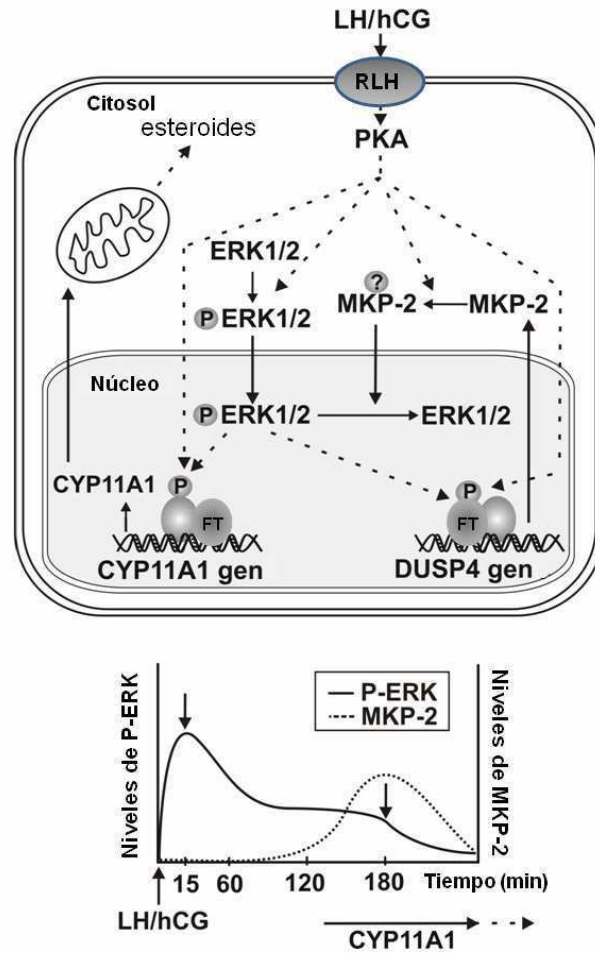 LH/hCG
RLH
Citosol
esteroides
PKA
ERK1/2
?
P ERK1/2
MKP-2
MKP-2
Núcleo
P ERK1/2
ERK1/2
CYP11A1
P
FT
P
FT
CYP11A1 gen
DUSP4 gen
Niveles de P-ERK
P-ERK
MKP-2
Niveles de MKP-2
15 60 120 180 Tiempo (min)
LH/hCG
CYP11A1